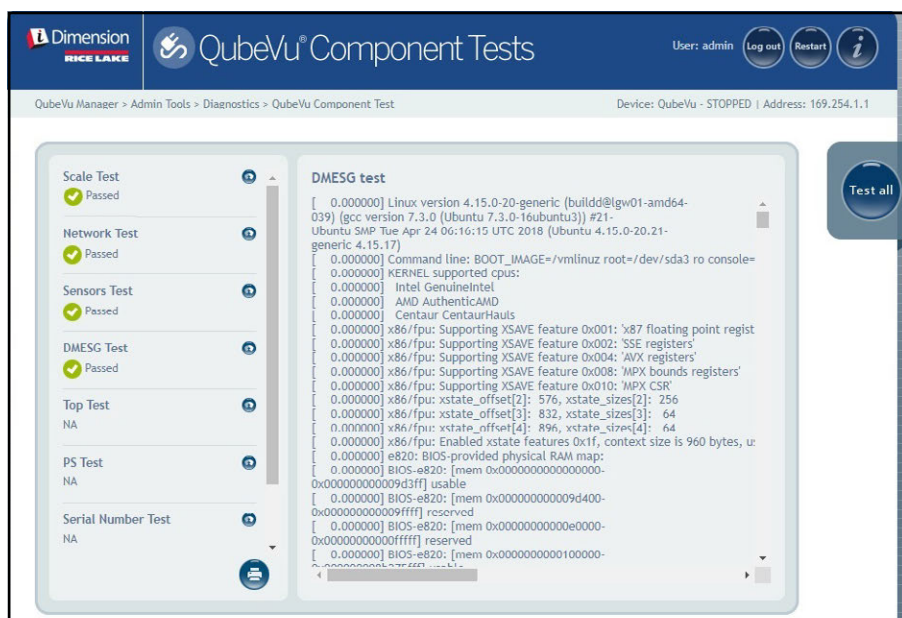 Dimension
RICE LAKE
QubeVu® Component Tests
User: admin
Log out
Restart
i
QubeVu Manager > Admin Tools > Diagnostics > QubeVu Component Test
Device: QubeVu - STOPPED | Address: 169.254.1.1
Scale Test
Passed
Network Test
Passed
Sensors Test
Passed
DMESG Test
Passed
Top Test
NA
PS Test
NA
Serial Number Test
NA
DMESG test
[ 0.000000] Linux version 4.15.0-20-generic (buildd@lgw01-amd64-
039) (gcc version 7.3.0 (Ubuntu 7.3.0-16ubuntu3)) #21-
Ubuntu SMP Tue Apr 24 06:16:15 UTC 2018 (Ubuntu 4.15.0-20.21-
generic 4.15.17)
[ 0.000000] Command line: BOOT_IMAGE=/vmlinuz root=/dev/sda3 ro console=
[ 0.000000] KERNEL supported cpus:
[ 0.000000] Intel GenuineIntel
[ 0.000000] AMD AuthenticAMD
[ 0.000000] Centaur CentaurHauls
[ 0.000000] x86/fpu: Supporting XSAVE feature 0x001: 'x87 floating point regist
[ 0.000000] x86/fpu: Supporting XSAVE feature 0x002: 'SSE registers'
[ 0.000000] x86/fpu: Supporting XSAVE feature 0x004: 'AVX registers'
[ 0.000000] x86/fpu: Supporting XSAVE feature 0x008: 'MPX bounds registers'
[ 0.000000] x86/fpu: Supporting XSAVE feature 0x010: 'MPX CSR'
[ 0.000000] x86/fpu: xstate_offset[2]: 576, xstate_sizes[2]: 256
[ 0.000000] x86/fpu: xstate_offset[3]: 832, xstate_sizes[3]: 64
[ 0.000000] x86/fpu: xstate_offset[4]: 896, xstate_sizes[4]: 64
[ 0.000000] x86/fpu: Enabled xstate features 0x1f, context size is 960 bytes, u
[ 0.000000] e820: BIOS-provided physical RAM map:
[ 0.000000] BIOS-e820: [mem 0x0000000000000000-
0x000000000009d3ff] usable
[ 0.000000] BIOS-e820: [mem 0x000000000009d400-
0x000000000009ffff] reserved
[ 0.000000] BIOS-e820: [mem 0x00000000000e0000-
0x00000000000fffff] reserved
[ 0.000000] BIOS-e820: [mem 0x0000000000100000-
Test all